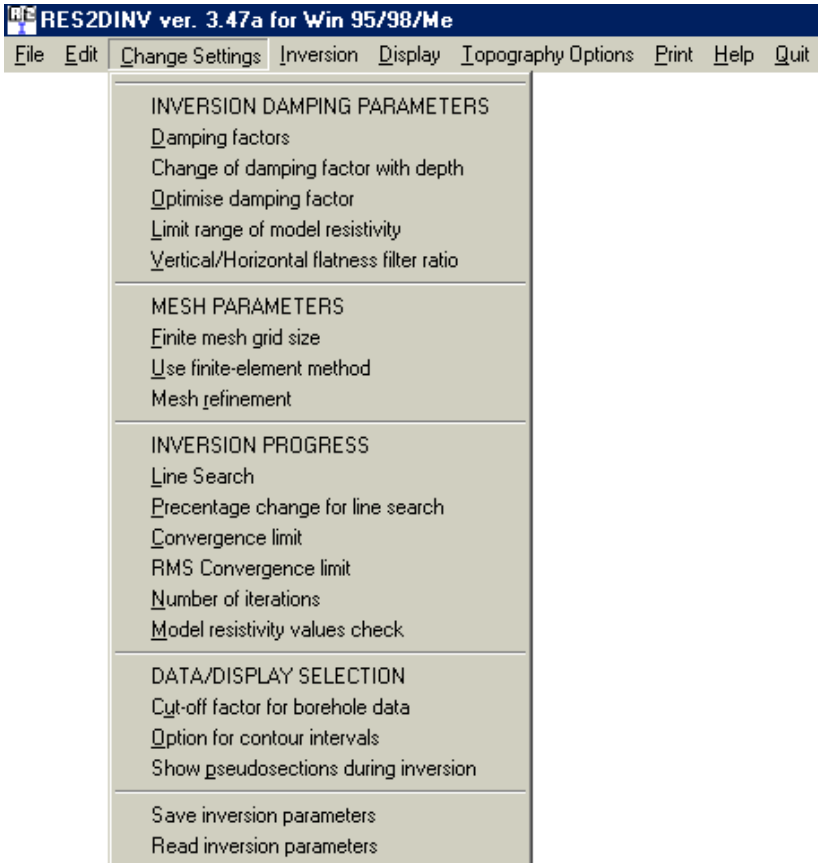 RES2DINV ver. 3.47a for Win 95/98/Me
File Edit Change Settings Inversion Display Topography Options Print Help Quit
INVERSION DAMPING PARAMETERS
Damping factors
Change of damping factor with depth
Optimise damping factor
Limit range of model resistivity
Vertical/Horizontal flatness filter ratio
MESH PARAMETERS
Finite mesh grid size
Use finite-element method
Mesh refinement
INVERSION PROGRESS
Line Search
Precentage change for line search
Convergence limit
RMS Convergence limit
Number of iterations
Model resistivity values check
DATA/DISPLAY SELECTION
Cut-off factor for borehole data
Option for contour intervals
Show pseudosections during inversion
Save inversion parameters
Read inversion parameters